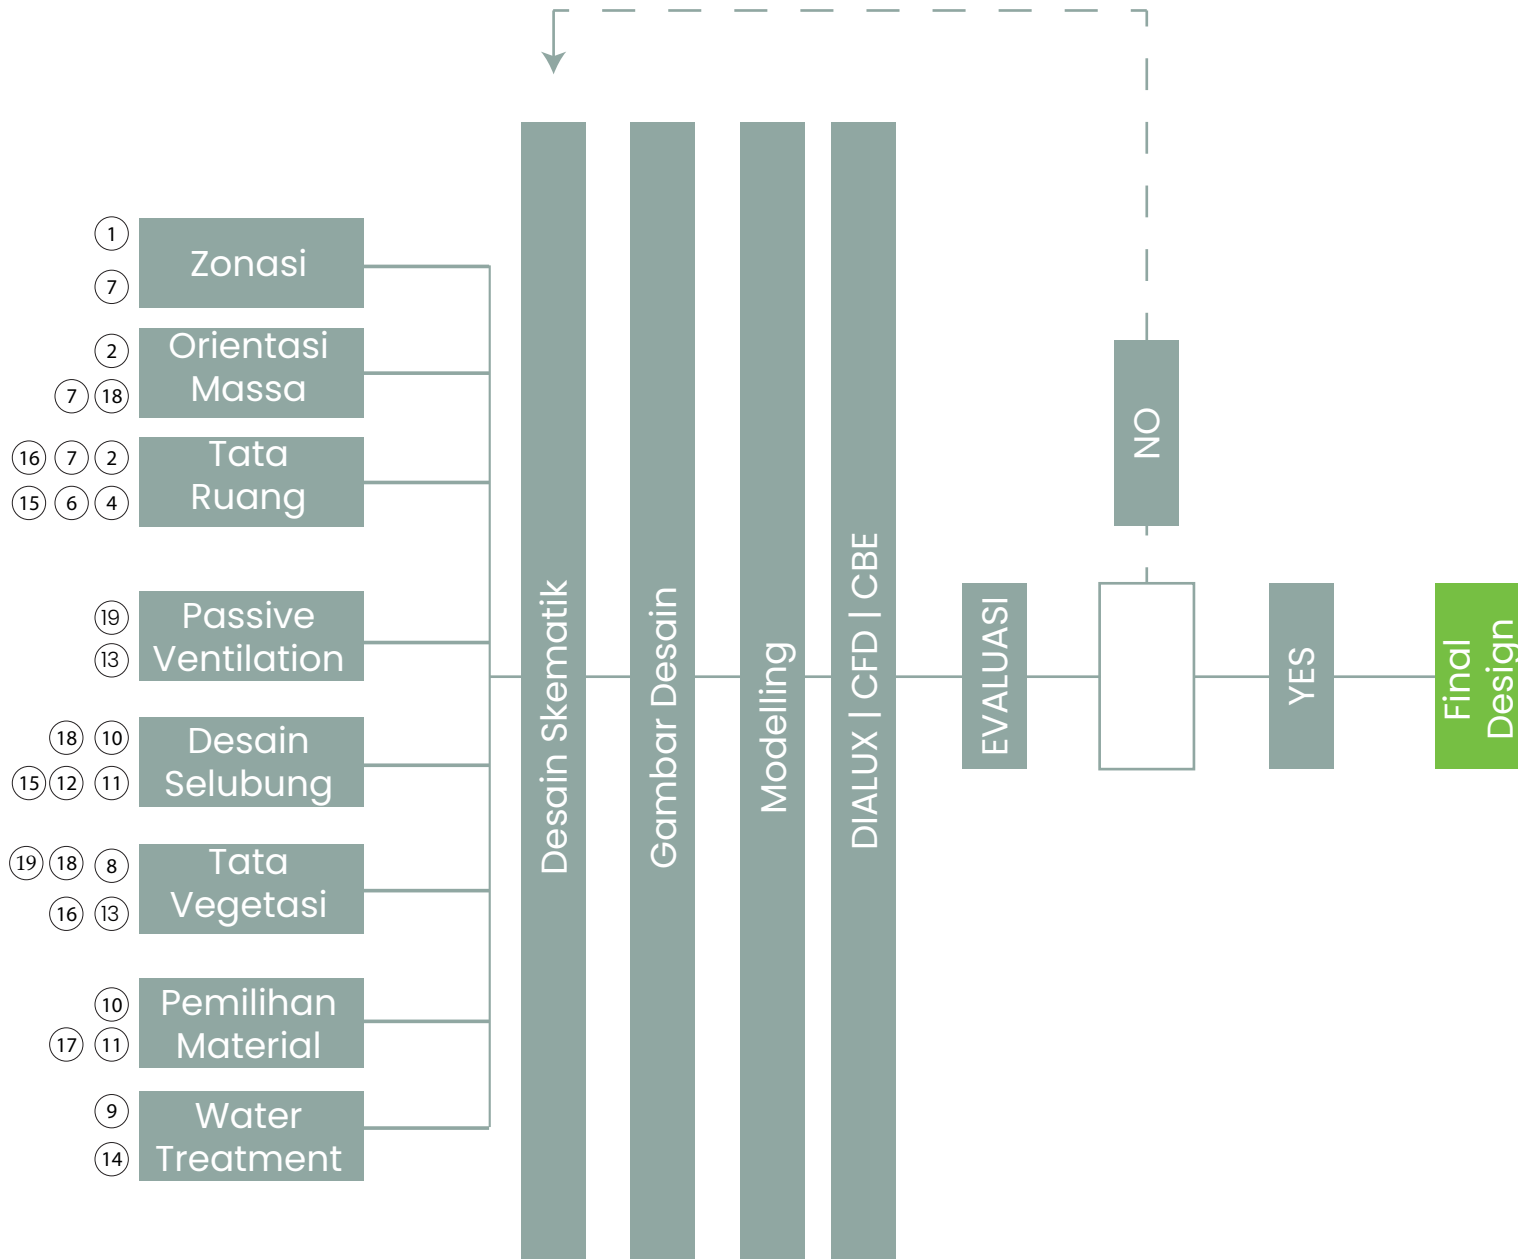 1
7
Zonasi
2
7 18
Orientasi
Massa
16 7 2
15 6 4
Tata
Ruang
19
13
Passive
Ventilation
18 10
15 12 11
Desain
Selubung
19 18 8
16 13
Tata
Vegetasi
10
17 11
Pemilihan
Material
9
14
Water
Treatment
Desain Skematik
Gambar Desain
Modelling
DIALUX | CFD | CBE
EVALUASI
NO
YES
Final
Design